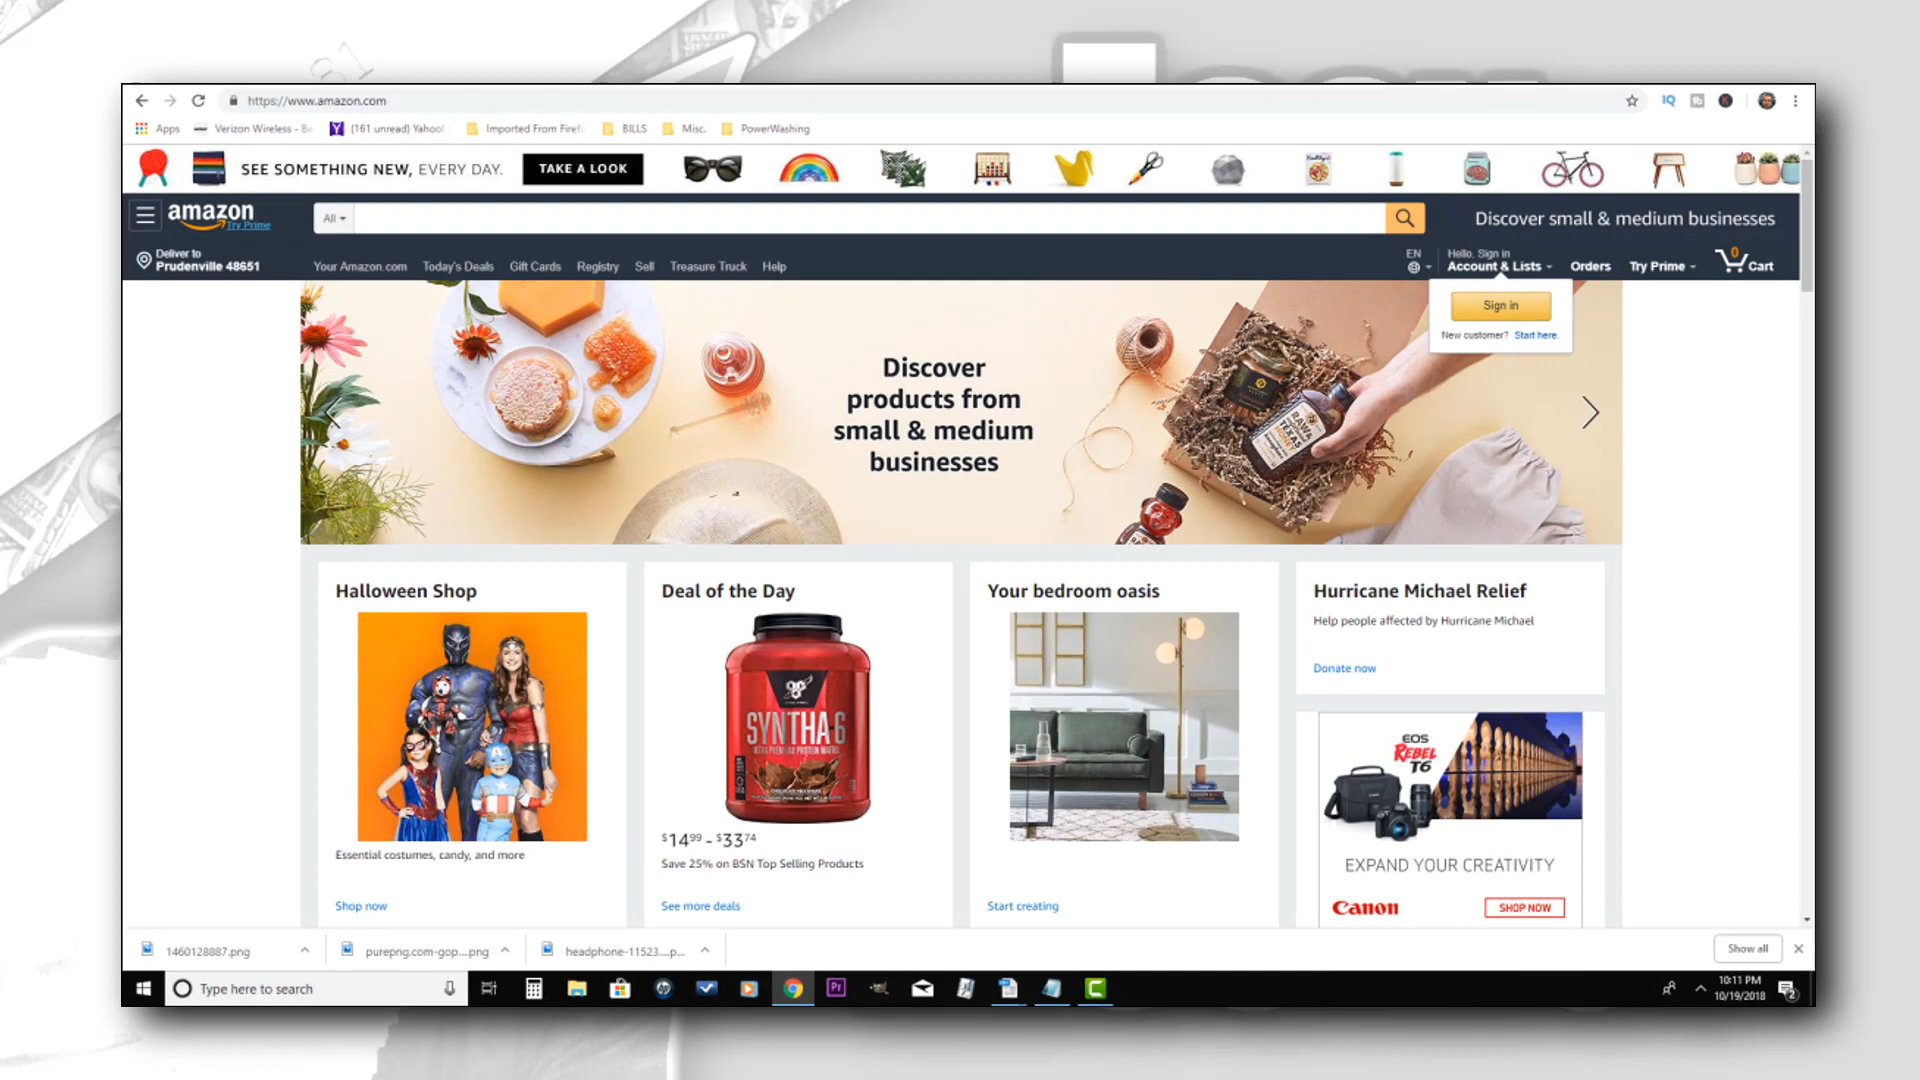 https://www.amazon.com
IQ
Apps
Verizon Wireless - Ba
(161 unread) Yahoo!
Imported From Firef
BILLS
Misc.
PowerWashing
SEE SOMETHING NEW, EVERY DAY.
TAKE A LOOK
amazon
Try Prime
All
Discover small & medium businesses
Deliver to
Prudenville 48651
Your Amazon.com
Today's Deals
Gift Cards
Registry
Sell
Treasure Truck
Help
EN
Hello. Sign in
Account & Lists
Orders
Try Prime
0
Cart
Sign in
New customer? Start here.
Discover
products from
small & medium
businesses
RAW &
TEXAS
HONEY
Halloween Shop
Essential costumes, candy, and more
Shop now
Deal of the Day
SYNTHA-6
$14.99 - $33.74
Save 25% on BSN Top Selling Products
See more deals
Your bedroom oasis
Start creating
Hurricane Michael Relief
Help people affected by Hurricane Michael
Donate now
EOS
REBEL
T6
EXPAND YOUR CREATIVITY
Canon
SHOP NOW
1460128887.png
purepng.com-gop....png
headphone-11523....p...
Show all
Type here to search
Pr
10:11 PM
10/19/2018
2